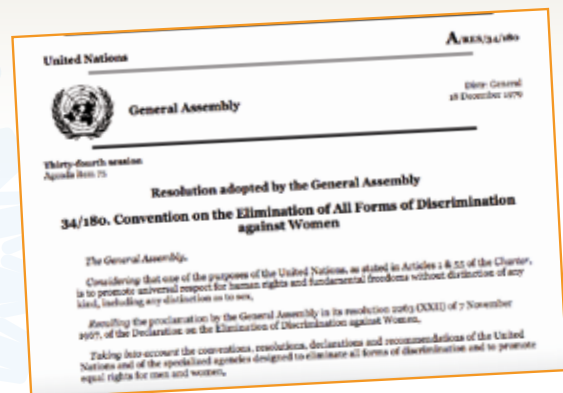 United Nations
A/RES/34/180
General Assembly
Distr: General
18 December 1979
Thirty-fourth session
Agenda item 75
Resolution adopted by the General Assembly
34/180. Convention on the Elimination of All Forms of Discrimination
against Women
The General Assembly,
Considering that one of the purposes of the United Nations, as stated in Articles 1 & 55 of the Charter,
is to promote universal respect for human rights and fundamental freedoms without distinction of any
kind, including any distinction as to sex,
Recalling the proclamation by the General Assembly in its resolution 2263 (XXII) of 7 November
1967, of the Declaration on the Elimination of Discrimination against Women,
Taking into account the conventions, resolutions, declarations and recommendations of the United
Nations and of the specialized agencies designed to eliminate all forms of discrimination and to promote
equal rights for men and women,